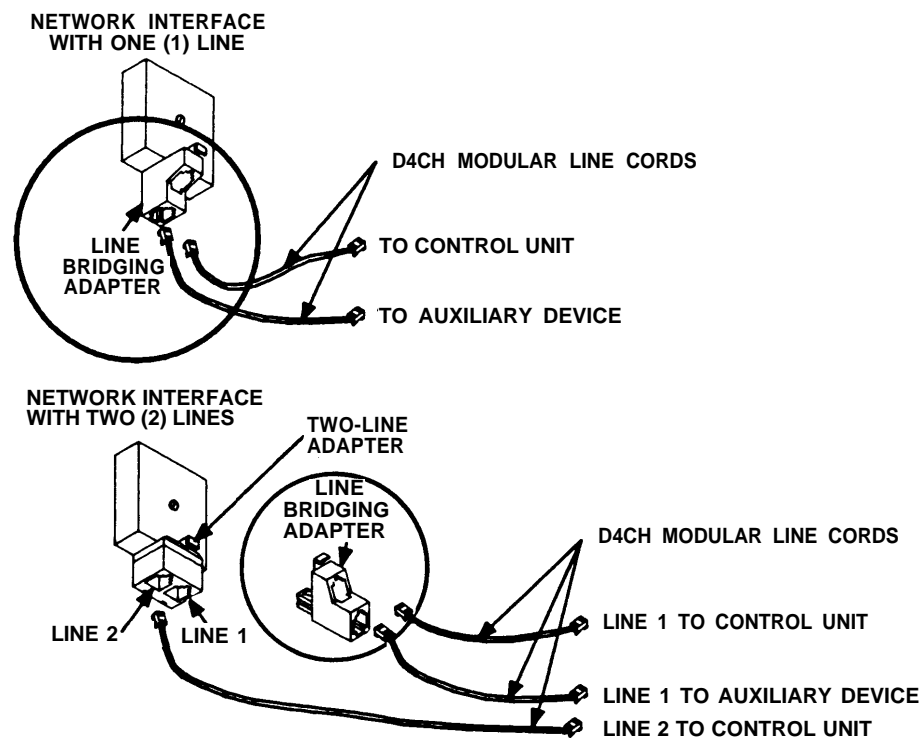 NETWORK INTERFACE
WITH ONE (1) LINE
D4CH MODULAR LINE CORDS
LINE
BRIDGING
ADAPTER
TO CONTROL UNIT
TO AUXILIARY DEVICE
NETWORK INTERFACE
WITH TWO (2) LINES
TWO-LINE
ADAPTER
LINE
BRIDGING
ADAPTER
D4CH MODULAR LINE CORDS
LINE 2
LINE 1
LINE 1 TO CONTROL UNIT
LINE 1 TO AUXILIARY DEVICE
LINE 2 TO CONTROL UNIT